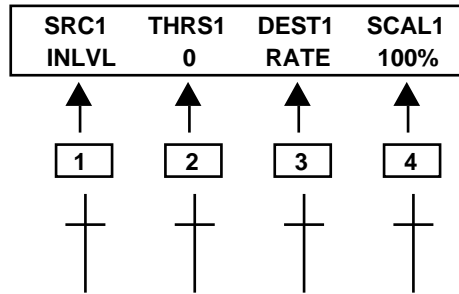 SRC1 THRS1 DEST1 SCAL1
INLVL 0 RATE 100%
1 2 3 4